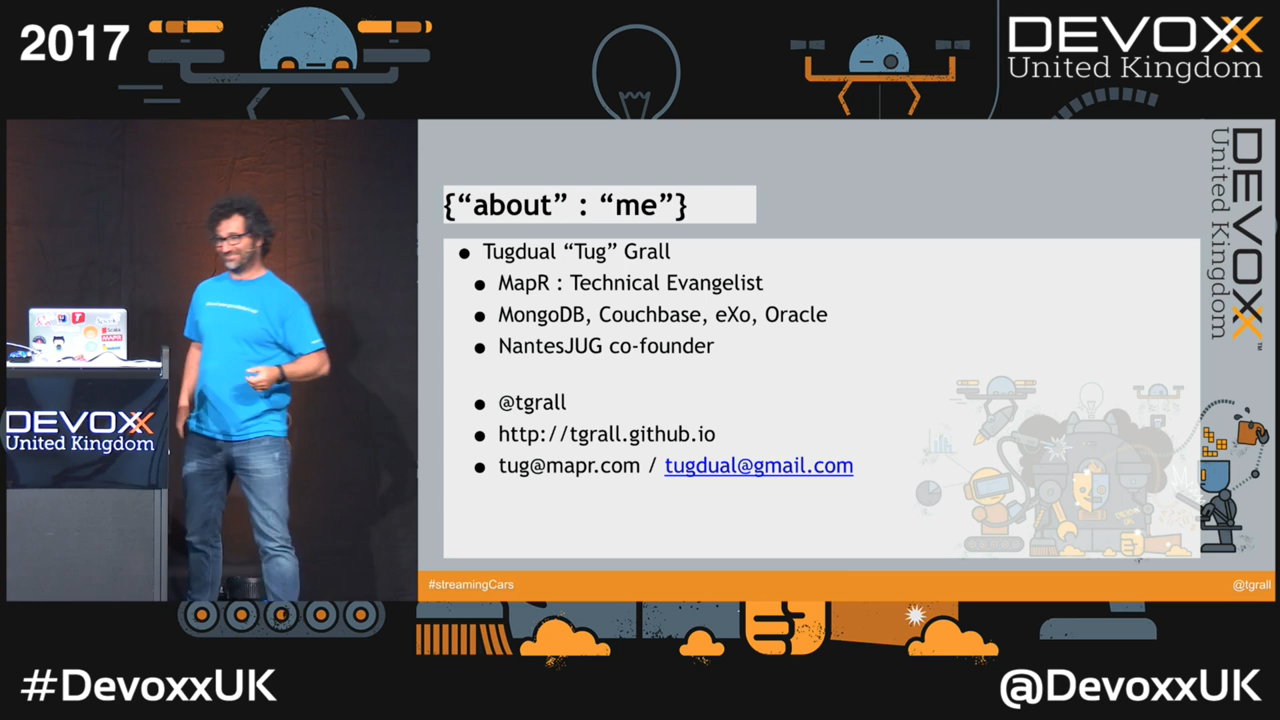 2017
DEVOXX
United Kingdom
{“about” : “me”}
Tugdual “Tug” Grall
MapR : Technical Evangelist
MongoDB, Couchbase, eXo, Oracle
NantesJUG co-founder
@tgrall
http://tgrall.github.io
tug@mapr.com / tugdual@gmail.com
DEVOXX™
United Kingdom
DEVOXX
United Kingdom
#streamingCars
@tgrall
#DevoxxUK
@DevoxxUK